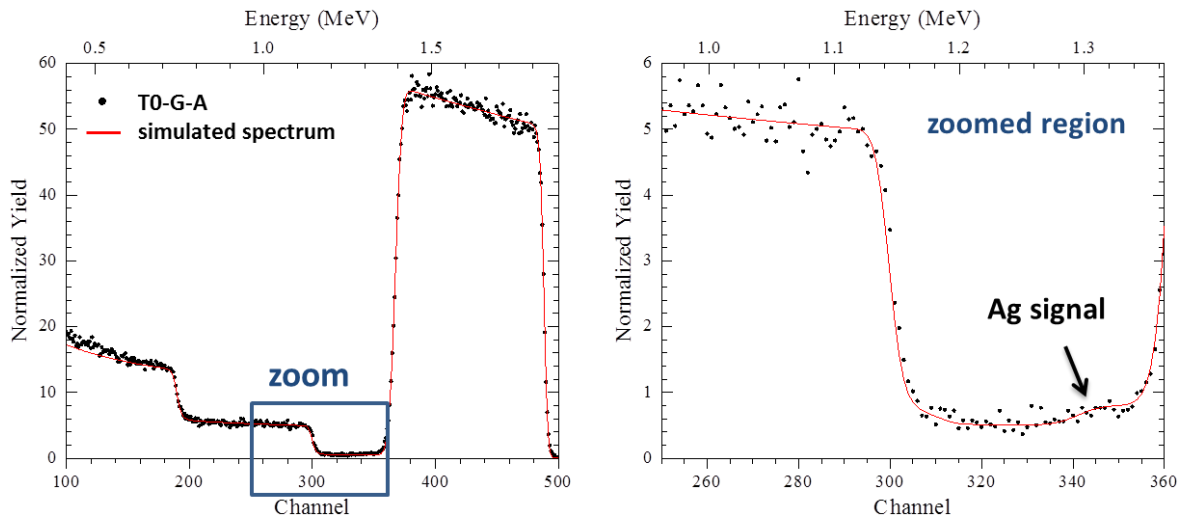 Energy (MeV)
0.5 1.0 1.5
60
50
40
30
20
10
0
Normalized Yield
T0-G-A
simulated spectrum
zoom
100 200 300 400 500
Channel
Energy (MeV)
1.0 1.1 1.2 1.3
6
5
4
3
2
1
0
Normalized Yield
zoomed region
Ag signal
260 280 300 320 340 360
Channel